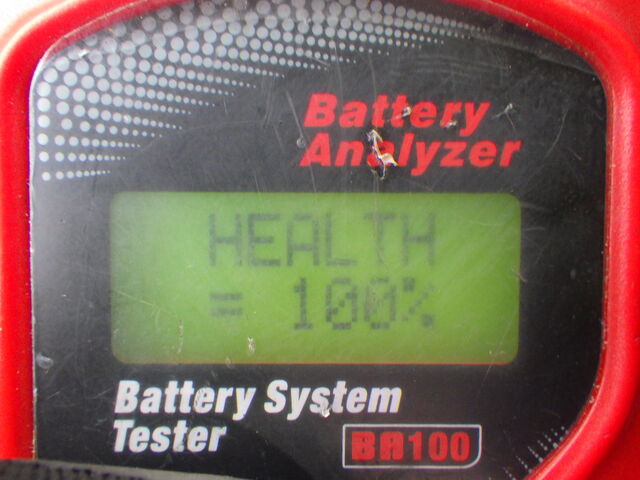 Battery
Analyzer
HEALTH
= 100%
Battery System
Tester
BA100